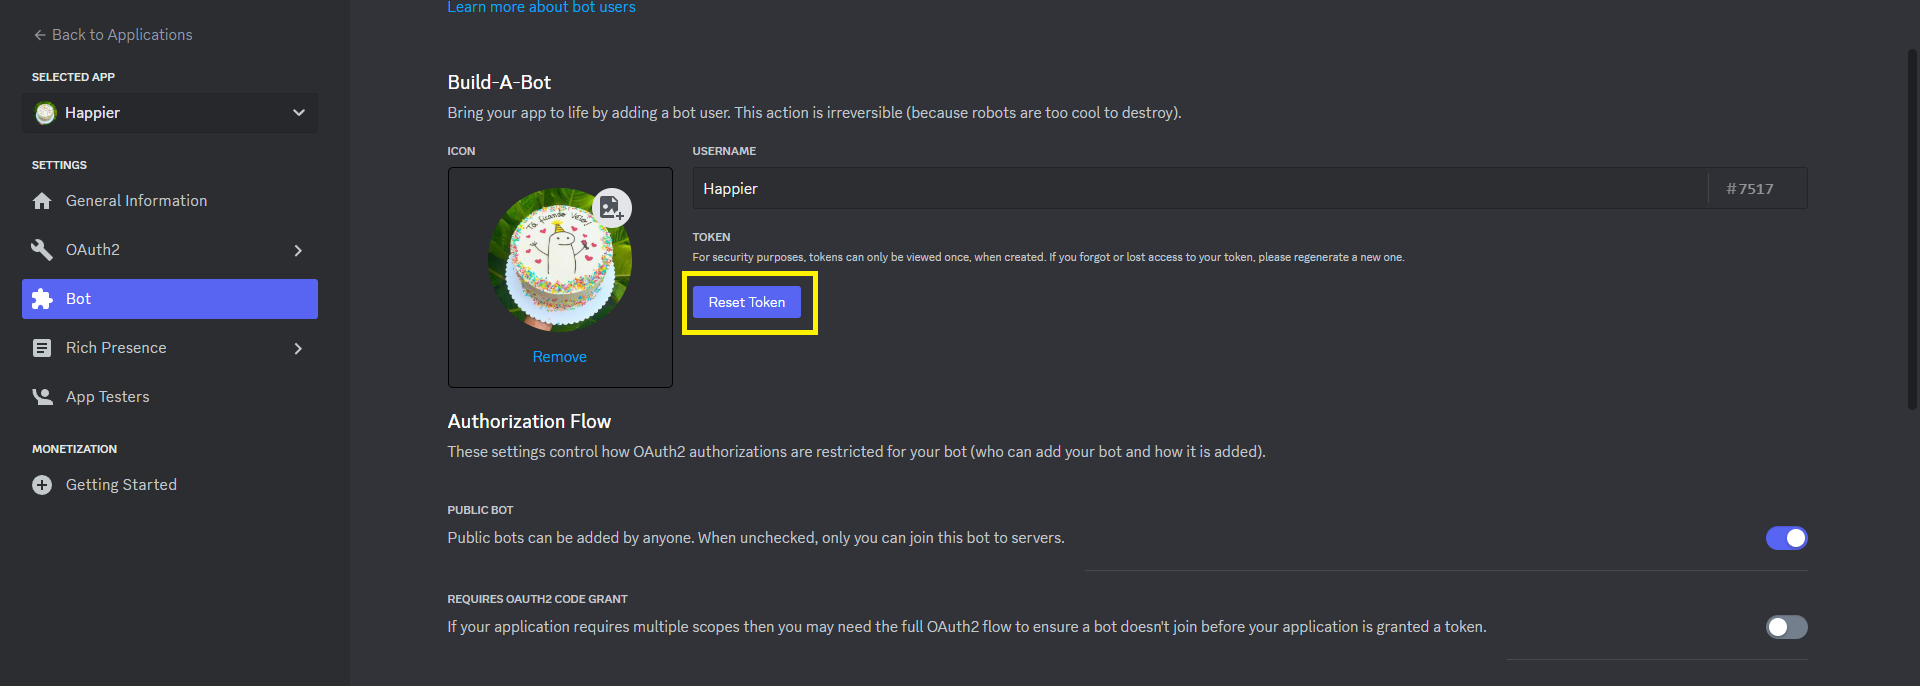 Learn more about bot users
← Back to Applications
SELECTED APP
Happier
SETTINGS
General Information
OAuth2
Bot
Rich Presence
App Testers
MONETIZATION
Getting Started
Build-A-Bot
Bring your app to life by adding a bot user. This action is irreversible (because robots are too cool to destroy).
ICON
Tá ficando Véio!
Remove
USERNAME
Happier
#7517
TOKEN
For security purposes, tokens can only be viewed once, when created. If you forgot or lost access to your token, please regenerate a new one.
Reset Token
Authorization Flow
These settings control how OAuth2 authorizations are restricted for your bot (who can add your bot and how it is added).
PUBLIC BOT
Public bots can be added by anyone. When unchecked, only you can join this bot to servers.
REQUIRES OAUTH2 CODE GRANT
If your application requires multiple scopes then you may need the full OAuth2 flow to ensure a bot doesn't join before your application is granted a token.